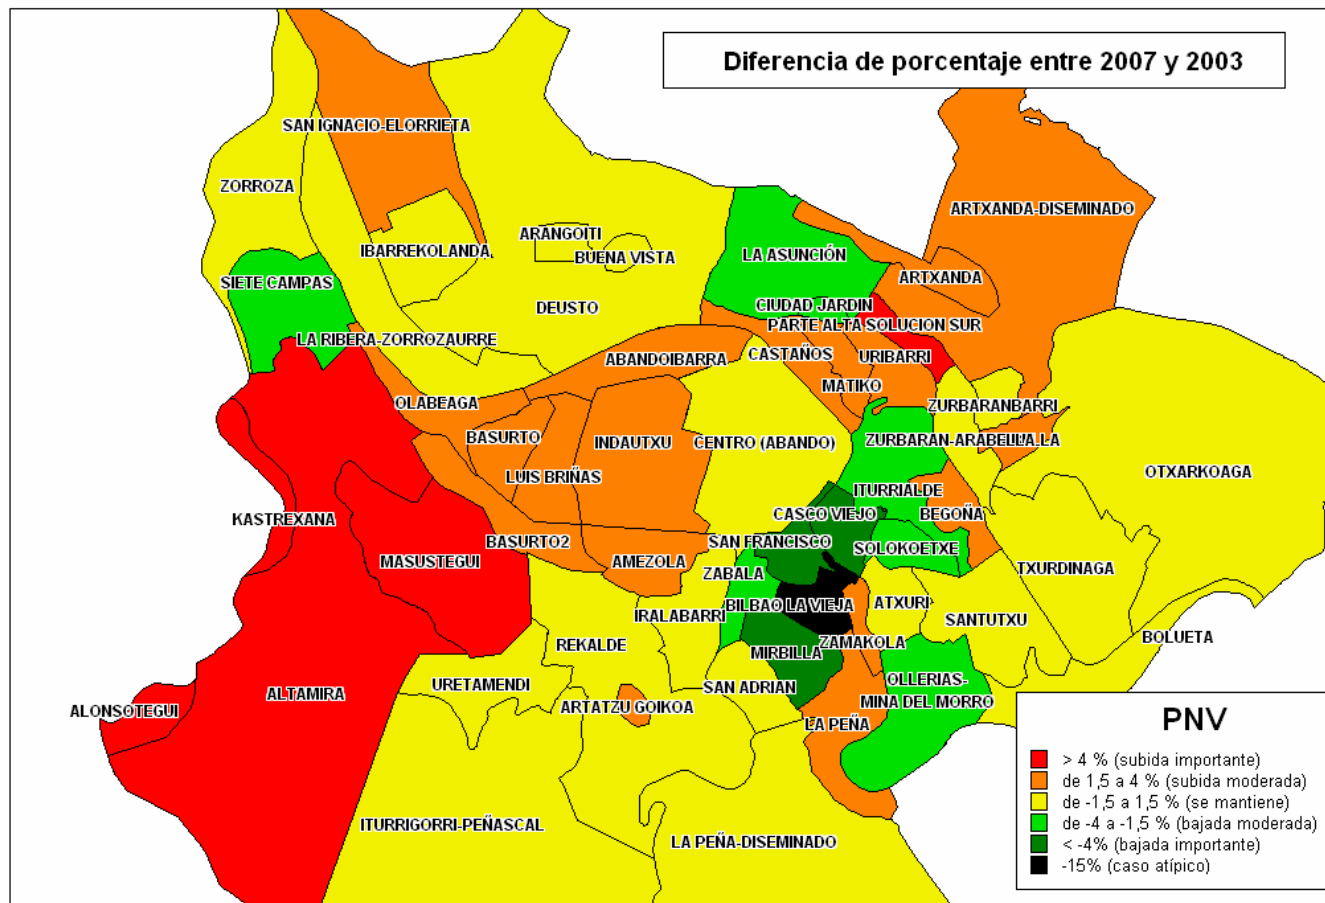 Diferencia de porcentaje entre 2007 y 2003
SAN IGNACIO-ELORRIETA
ZORROZA
ARTXANDA-DISEMINADO
ARANGOITI
IBARREKOLANDA
BUENA VISTA
LA ASUNCIÓN
SIETE CAMPAS
ARTXANDA
DEUSTO
CIUDAD JARDIN
PARTE ALTA SOLUCION SUR
LA RIBERA-ZORROZAURRE
ABANDOIBARRA
CASTAÑOS
URIBARRI
MATIKO
OLABEAGA
ZURBARANBARRI
BASURTO
INDAUTXU
CENTRO (ABANDO)
ZURBARAN-ARABELLA
LUIS BRIÑAS
OTXARKOAGA
ITURRIALDE
KASTREXANA
CASCO VIEJO
BEGOÑA
BASURTO2
SAN FRANCISCO
SOLOKOETXE
MASUSTEGUI
AMEZOLA
ZABALA
TXURDINAGA
IRALABARRI
BILBAO LA VIEJA
ATXURI
SANTUTXU
BOLUETA
REKALDE
MIRBILLA
ZAMAKOLA
URETAMENDI
SAN ADRIAN
OLLERIAS-
MINA DEL MORRO
ALTAMIRA
ALONSOTEGUI
ARTATZU GOIKOA
LA PEÑA
ITURRIGORRI-PEÑASCAL
LA PEÑA-DISEMINADO
PNV
> 4 % (subida importante)
de 1,5 a 4 % (subida moderada)
de -1,5 a 1,5 % (se mantiene)
de -4 a -1,5 % (bajada moderada)
< -4% (bajada importante)
-15% (caso atípico)